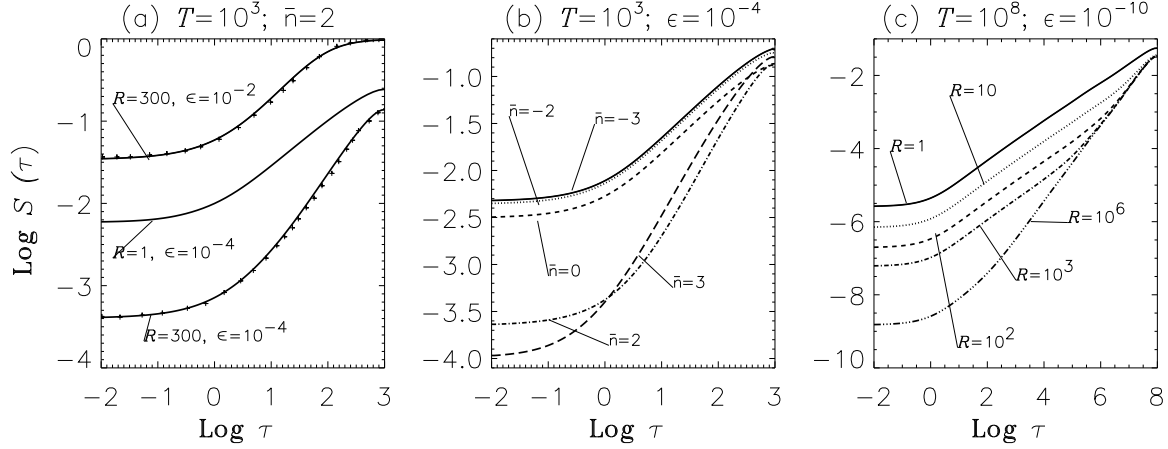 (a) T=10³; n̄=2
(b) T=10³; ϵ=10⁻⁴
(c) T=10⁸; ϵ=10⁻¹⁰
Log S (τ)
0
−1
−2
−3
−4
R=300, ϵ=10⁻²
R=1, ϵ=10⁻⁴
R=300, ϵ=10⁻⁴
−2 −1 0 1 2 3
Log τ
−1.0
−1.5
−2.0
−2.5
−3.0
−3.5
−4.0
n̄=−2
n̄=−3
n̄=0
n̄=3
n̄=2
−2 −1 0 1 2 3
Log τ
−2
−4
−6
−8
−10
R=10
R=1
R=10⁶
R=10³
R=10²
−2 0 2 4 6 8
Log τ